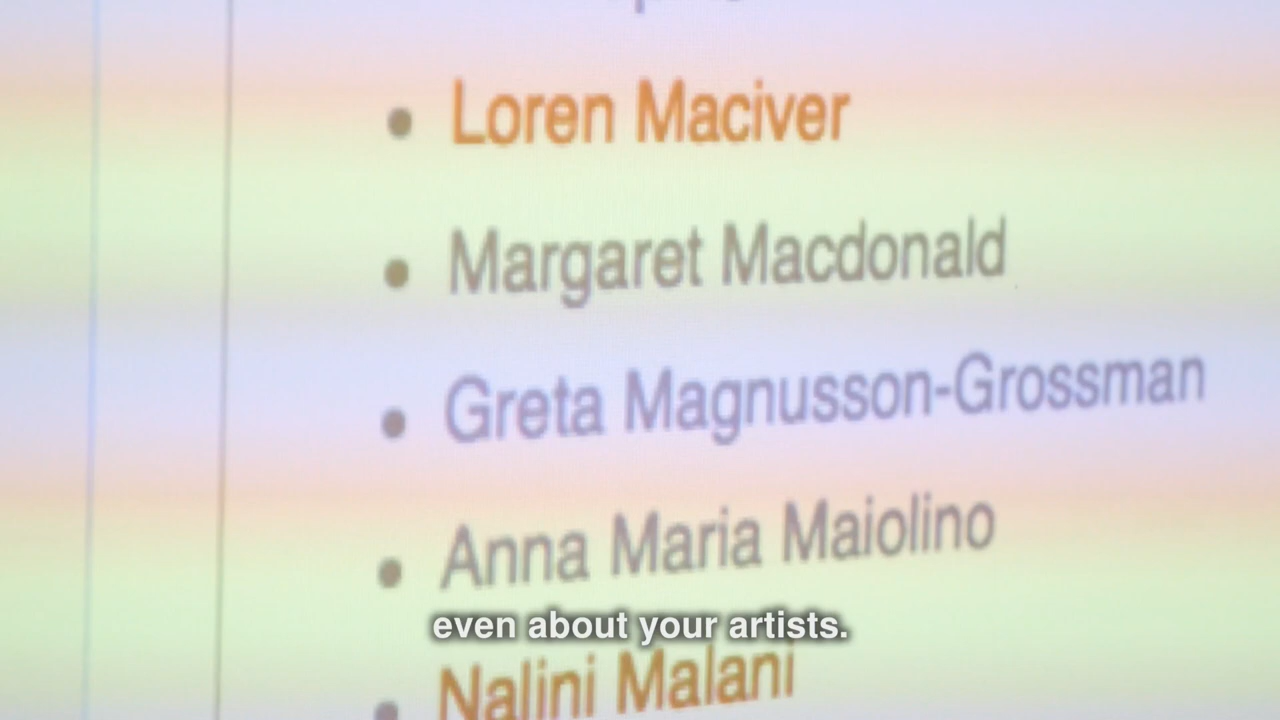 Loren Maciver
Margaret Macdonald
Greta Magnusson-Grossman
Anna Maria Maiolino
even about your artists.
Nalini Malani